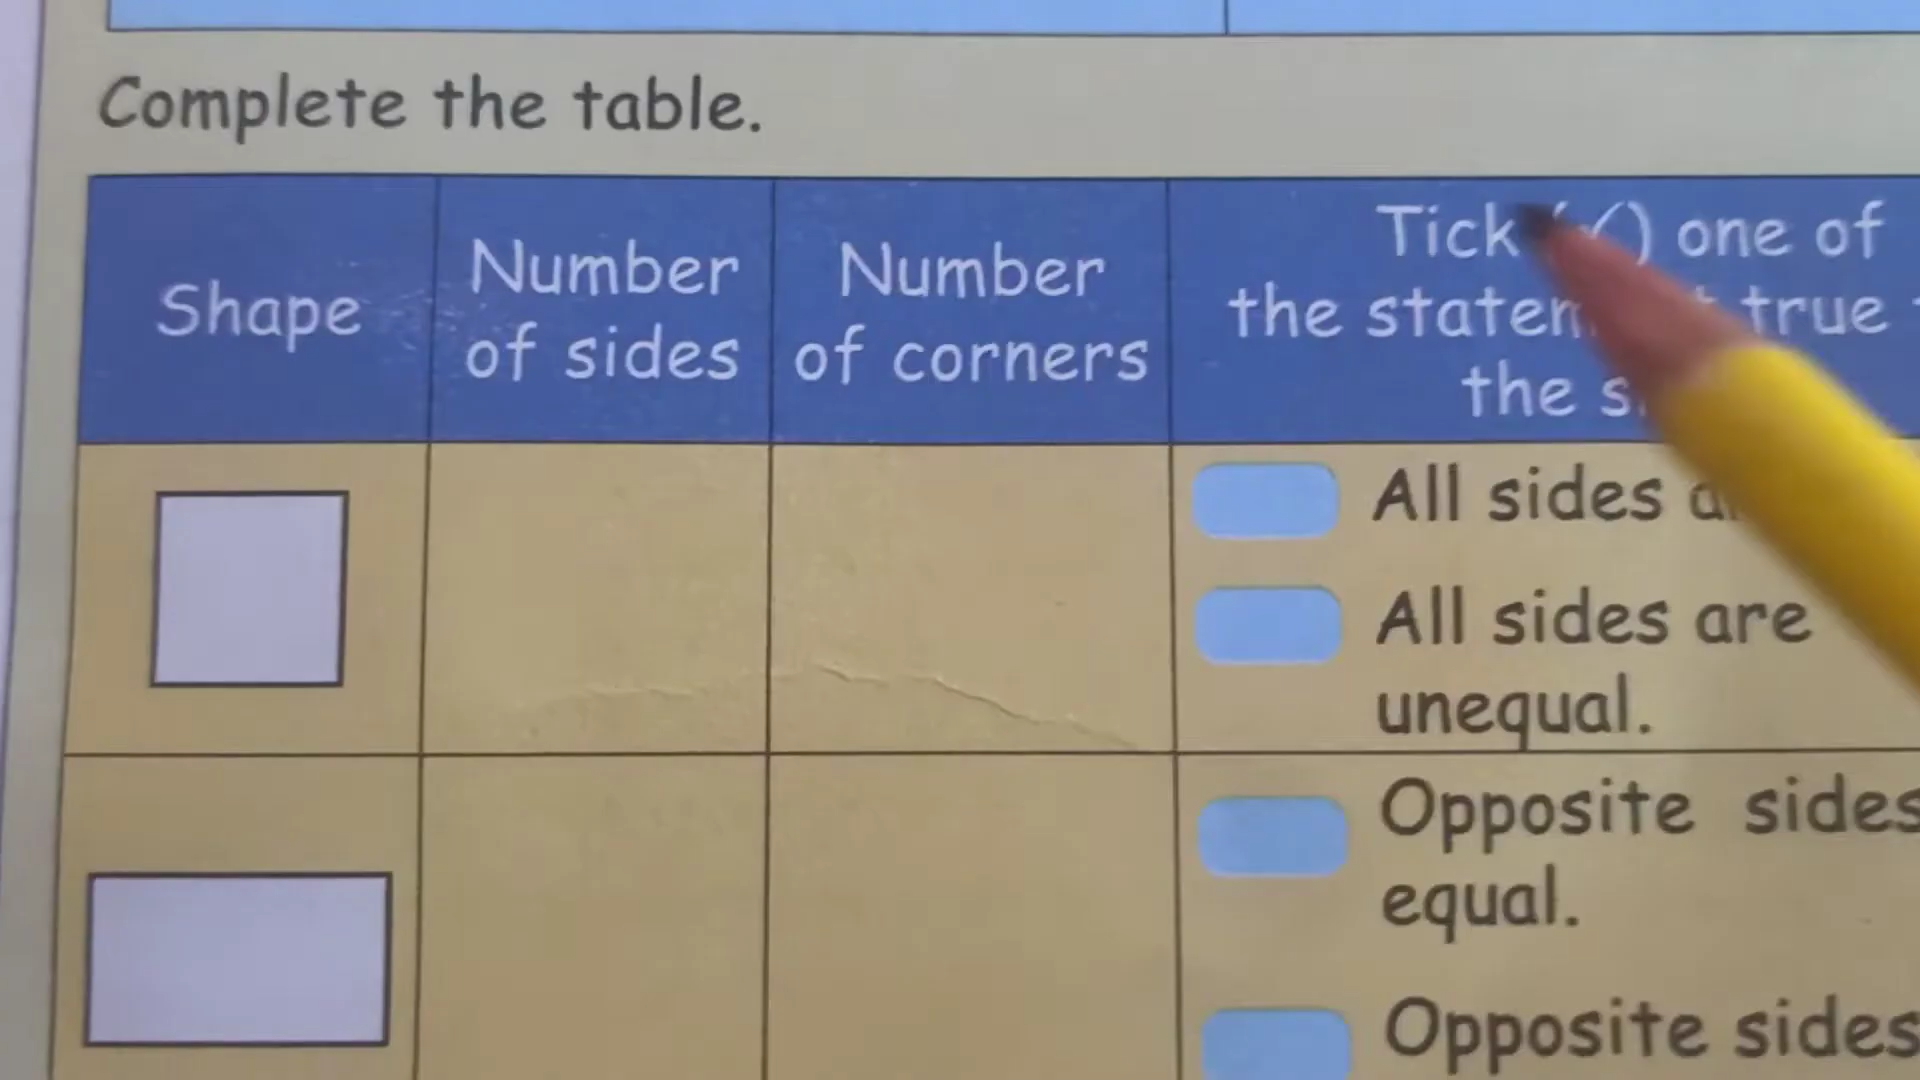 Complete the table.
Shape
Number
of sides
Number
of corners
Tick (✓) one of
the true
the
All sides
All sides are
unequal.
Opposite sides
equal.
Opposite sides